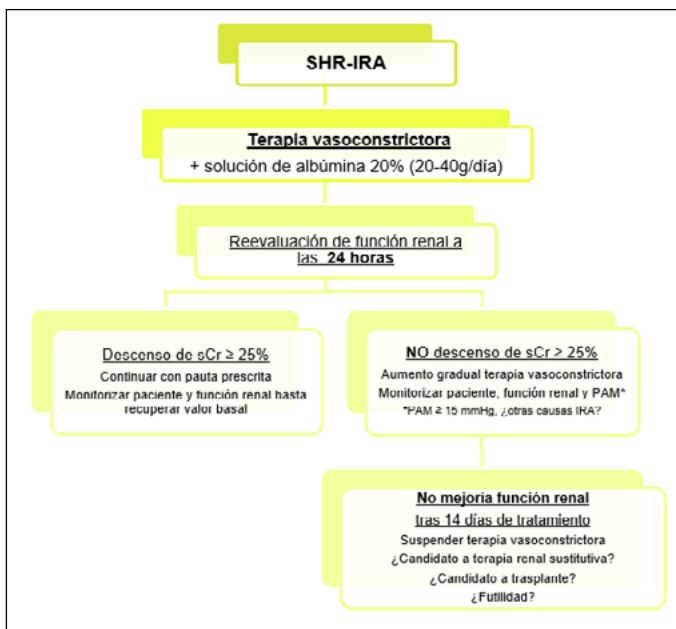 SHR-IRA
Terapia vasoconstrictora
+ solución de albúmina 20% (20-40g/día)
Reevaluación de función renal a
las 24 horas
Descenso de sCr ≥ 25%
Continuar con pauta prescrita
Monitorizar paciente y función renal hasta
recuperar valor basal
NO descenso de sCr ≥ 25%
Aumento gradual terapia vasoconstrictora
Monitorizar paciente, función renal y PAM*
*PAM ≥ 15 mmHg, ¿otras causas IRA?
No mejoría función renal
tras 14 días de tratamiento
Suspender terapia vasoconstrictora
¿Candidato a terapia renal sustitutiva?
¿Candidato a trasplante?
¿Futilidad?